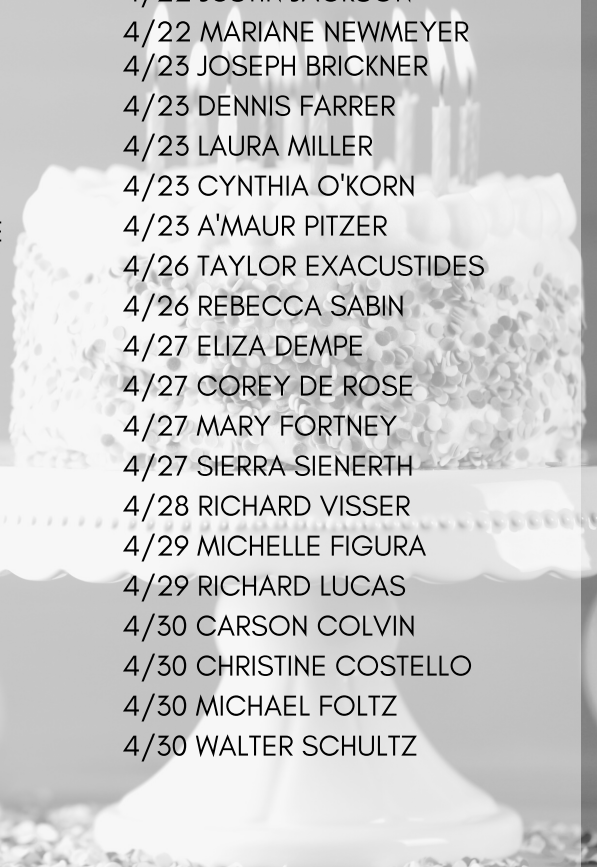 4/22 MARIANE NEWMEYER
4/23 JOSEPH BRICKNER
4/23 DENNIS FARRER
4/23 LAURA MILLER
4/23 CYNTHIA O'KORN
4/23 A'MAUR PITZER
4/26 TAYLOR EXACUSTIDES
4/26 REBECCA SABIN
4/27 ELIZA DEMPE
4/27 COREY DE ROSE
4/27 MARY FORTNEY
4/27 SIERRA SIENERTH
4/28 RICHARD VISSER
4/29 MICHELLE FIGURA
4/29 RICHARD LUCAS
4/30 CARSON COLVIN
4/30 CHRISTINE COSTELLO
4/30 MICHAEL FOLTZ
4/30 WALTER SCHULTZ